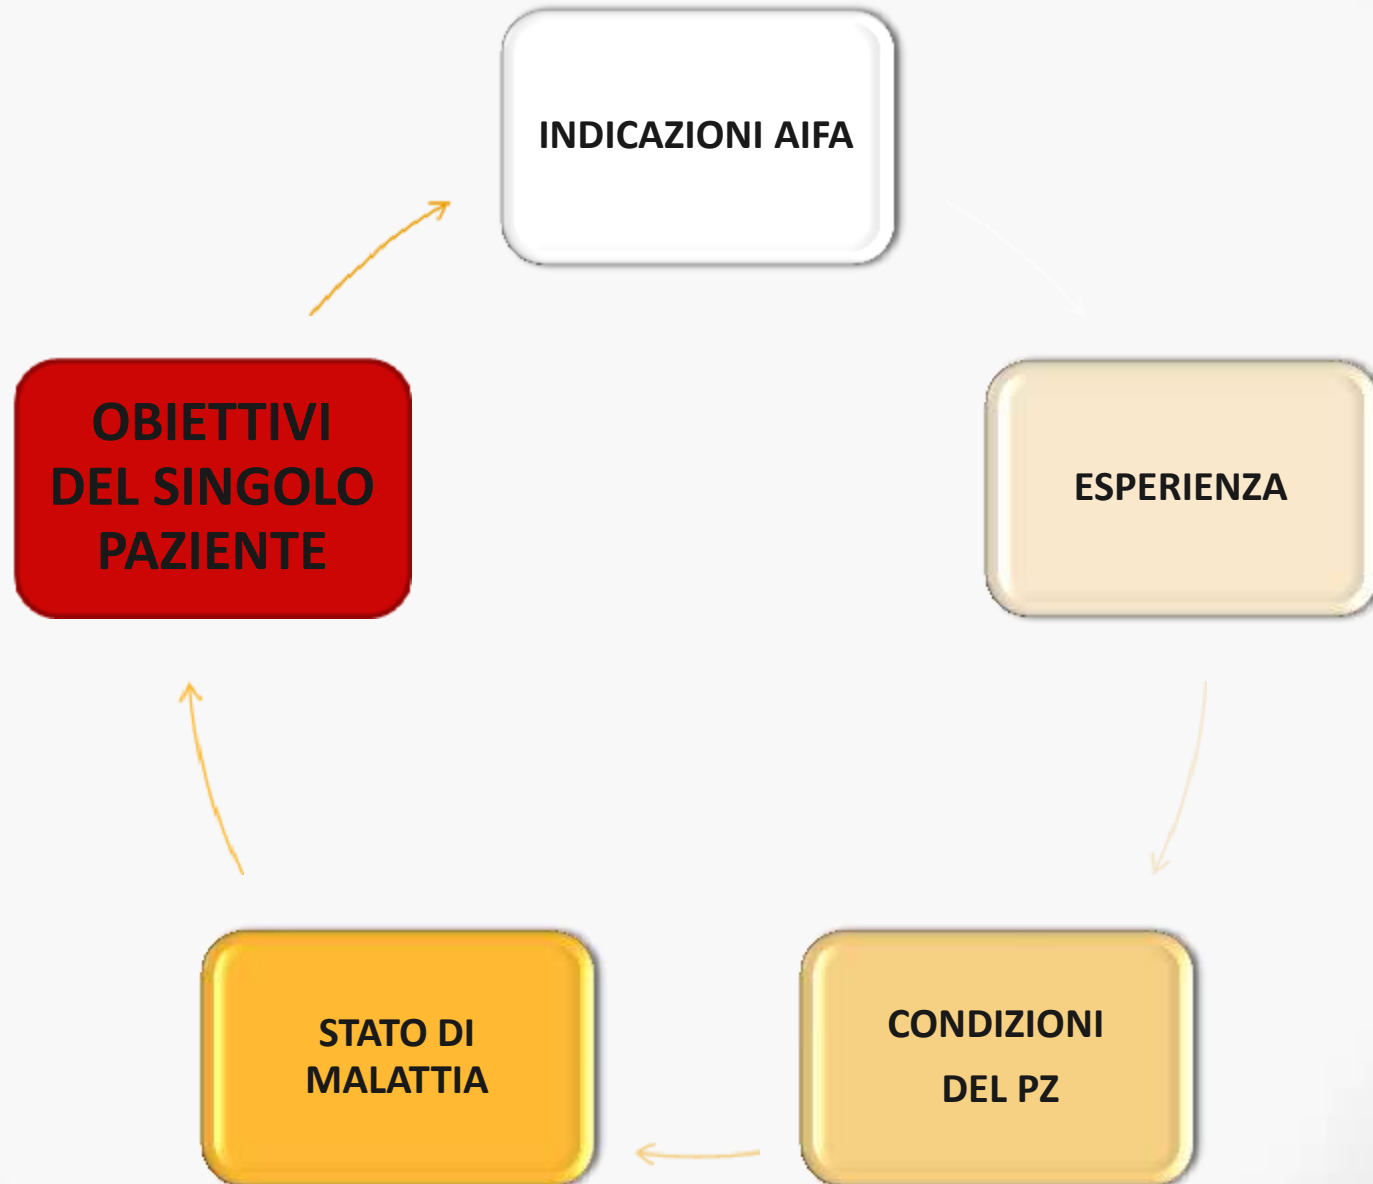 INDICAZIONI AIFA
ESPERIENZA
CONDIZIONI
DEL PZ
STATO DI
MALATTIA
OBIETTIVI
DEL SINGOLO
PAZIENTE